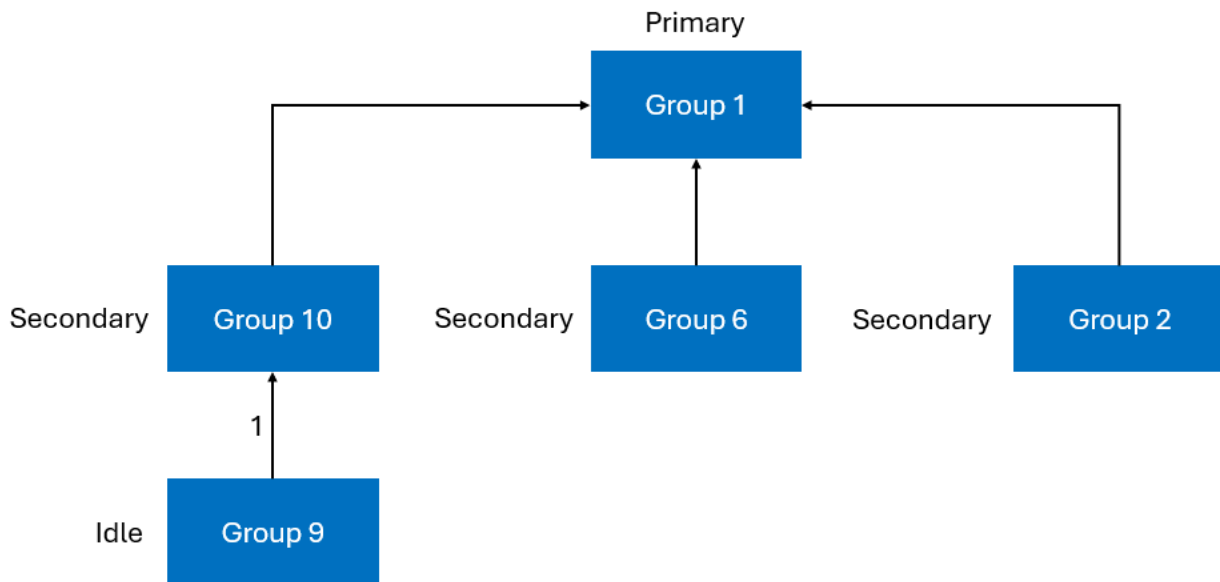 Primary
Group 1
Secondary
Group 10
Secondary
Group 6
Secondary
Group 2
1
Idle
Group 9